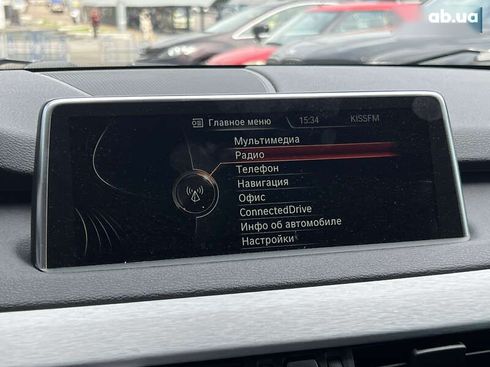 ab.ua
Главное меню 15:34 KISSFM
Мультимедиа
Радио
Телефон
Навигация
Офис
ConnectedDrive
Инфо об автомобиле
Настройки